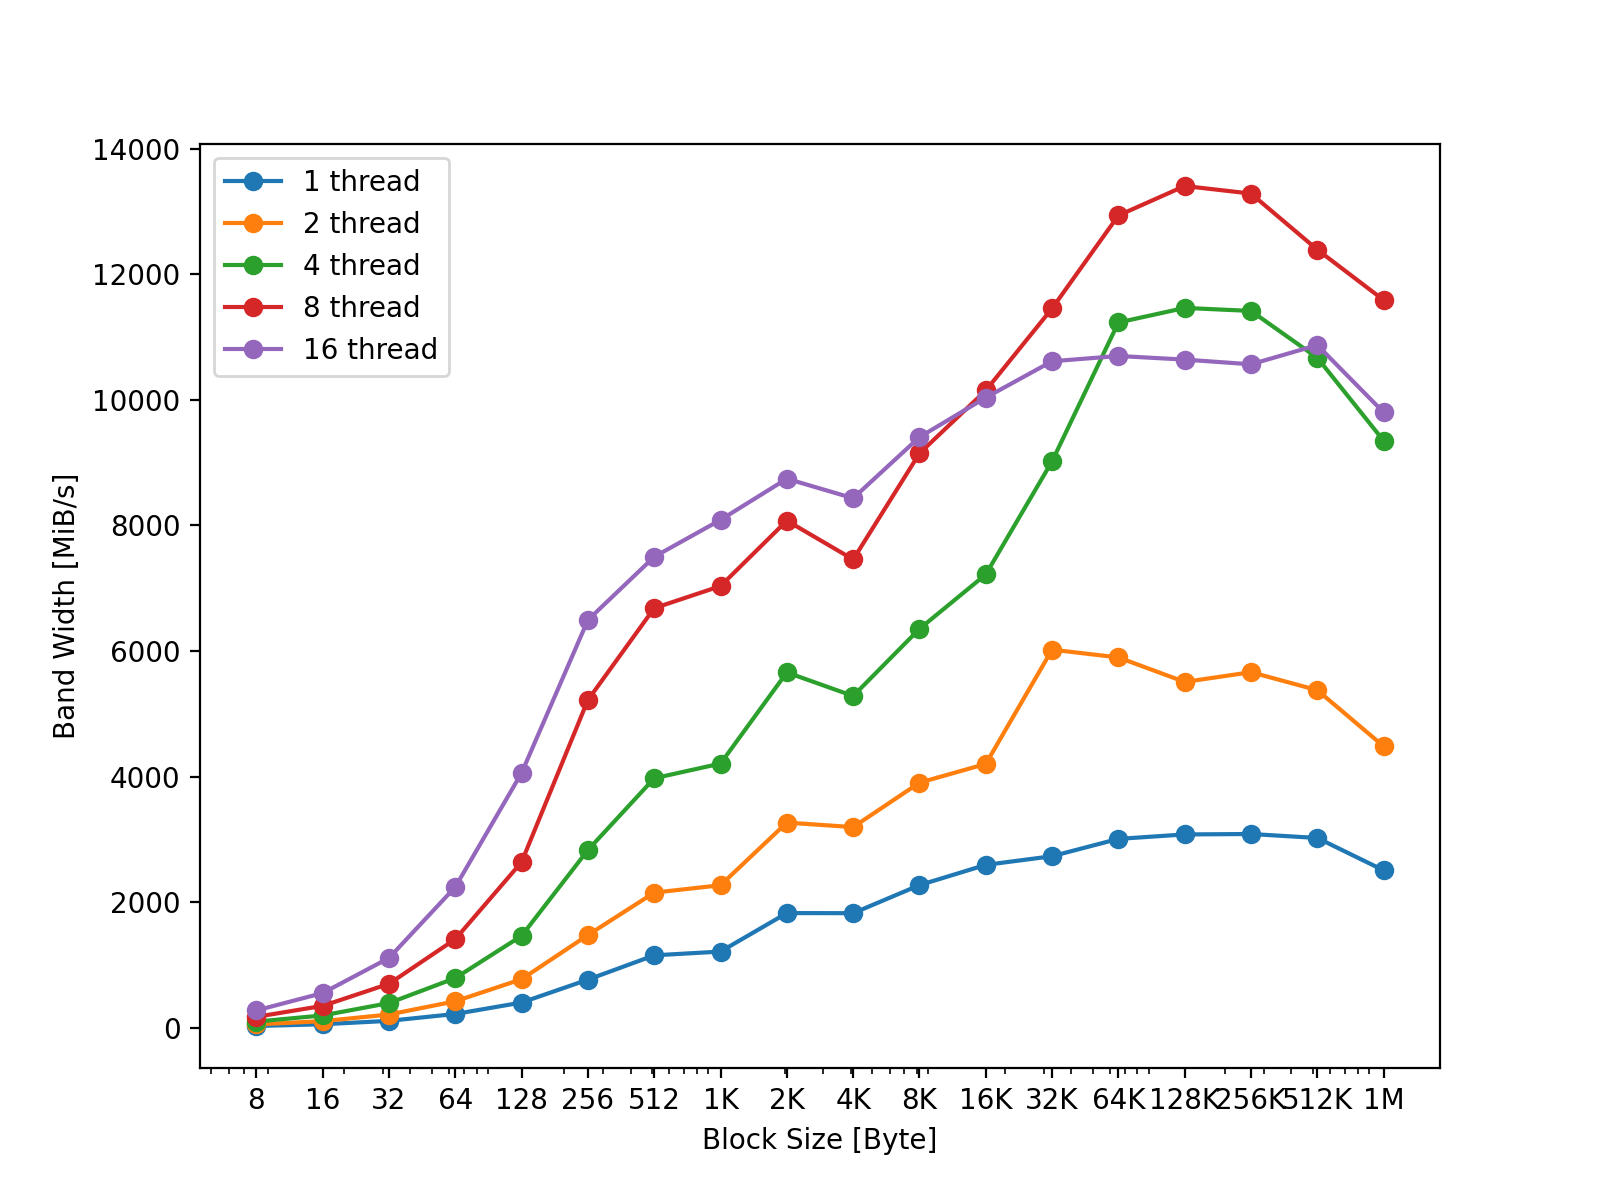 14000
12000
10000
8000
6000
4000
2000
0
Band Width [MiB/s]
1 thread
2 thread
4 thread
8 thread
16 thread
8 16 32 64 128 256 512 1K 2K 4K 8K 16K 32K 64K 128K 256K 512K 1M
Block Size [Byte]